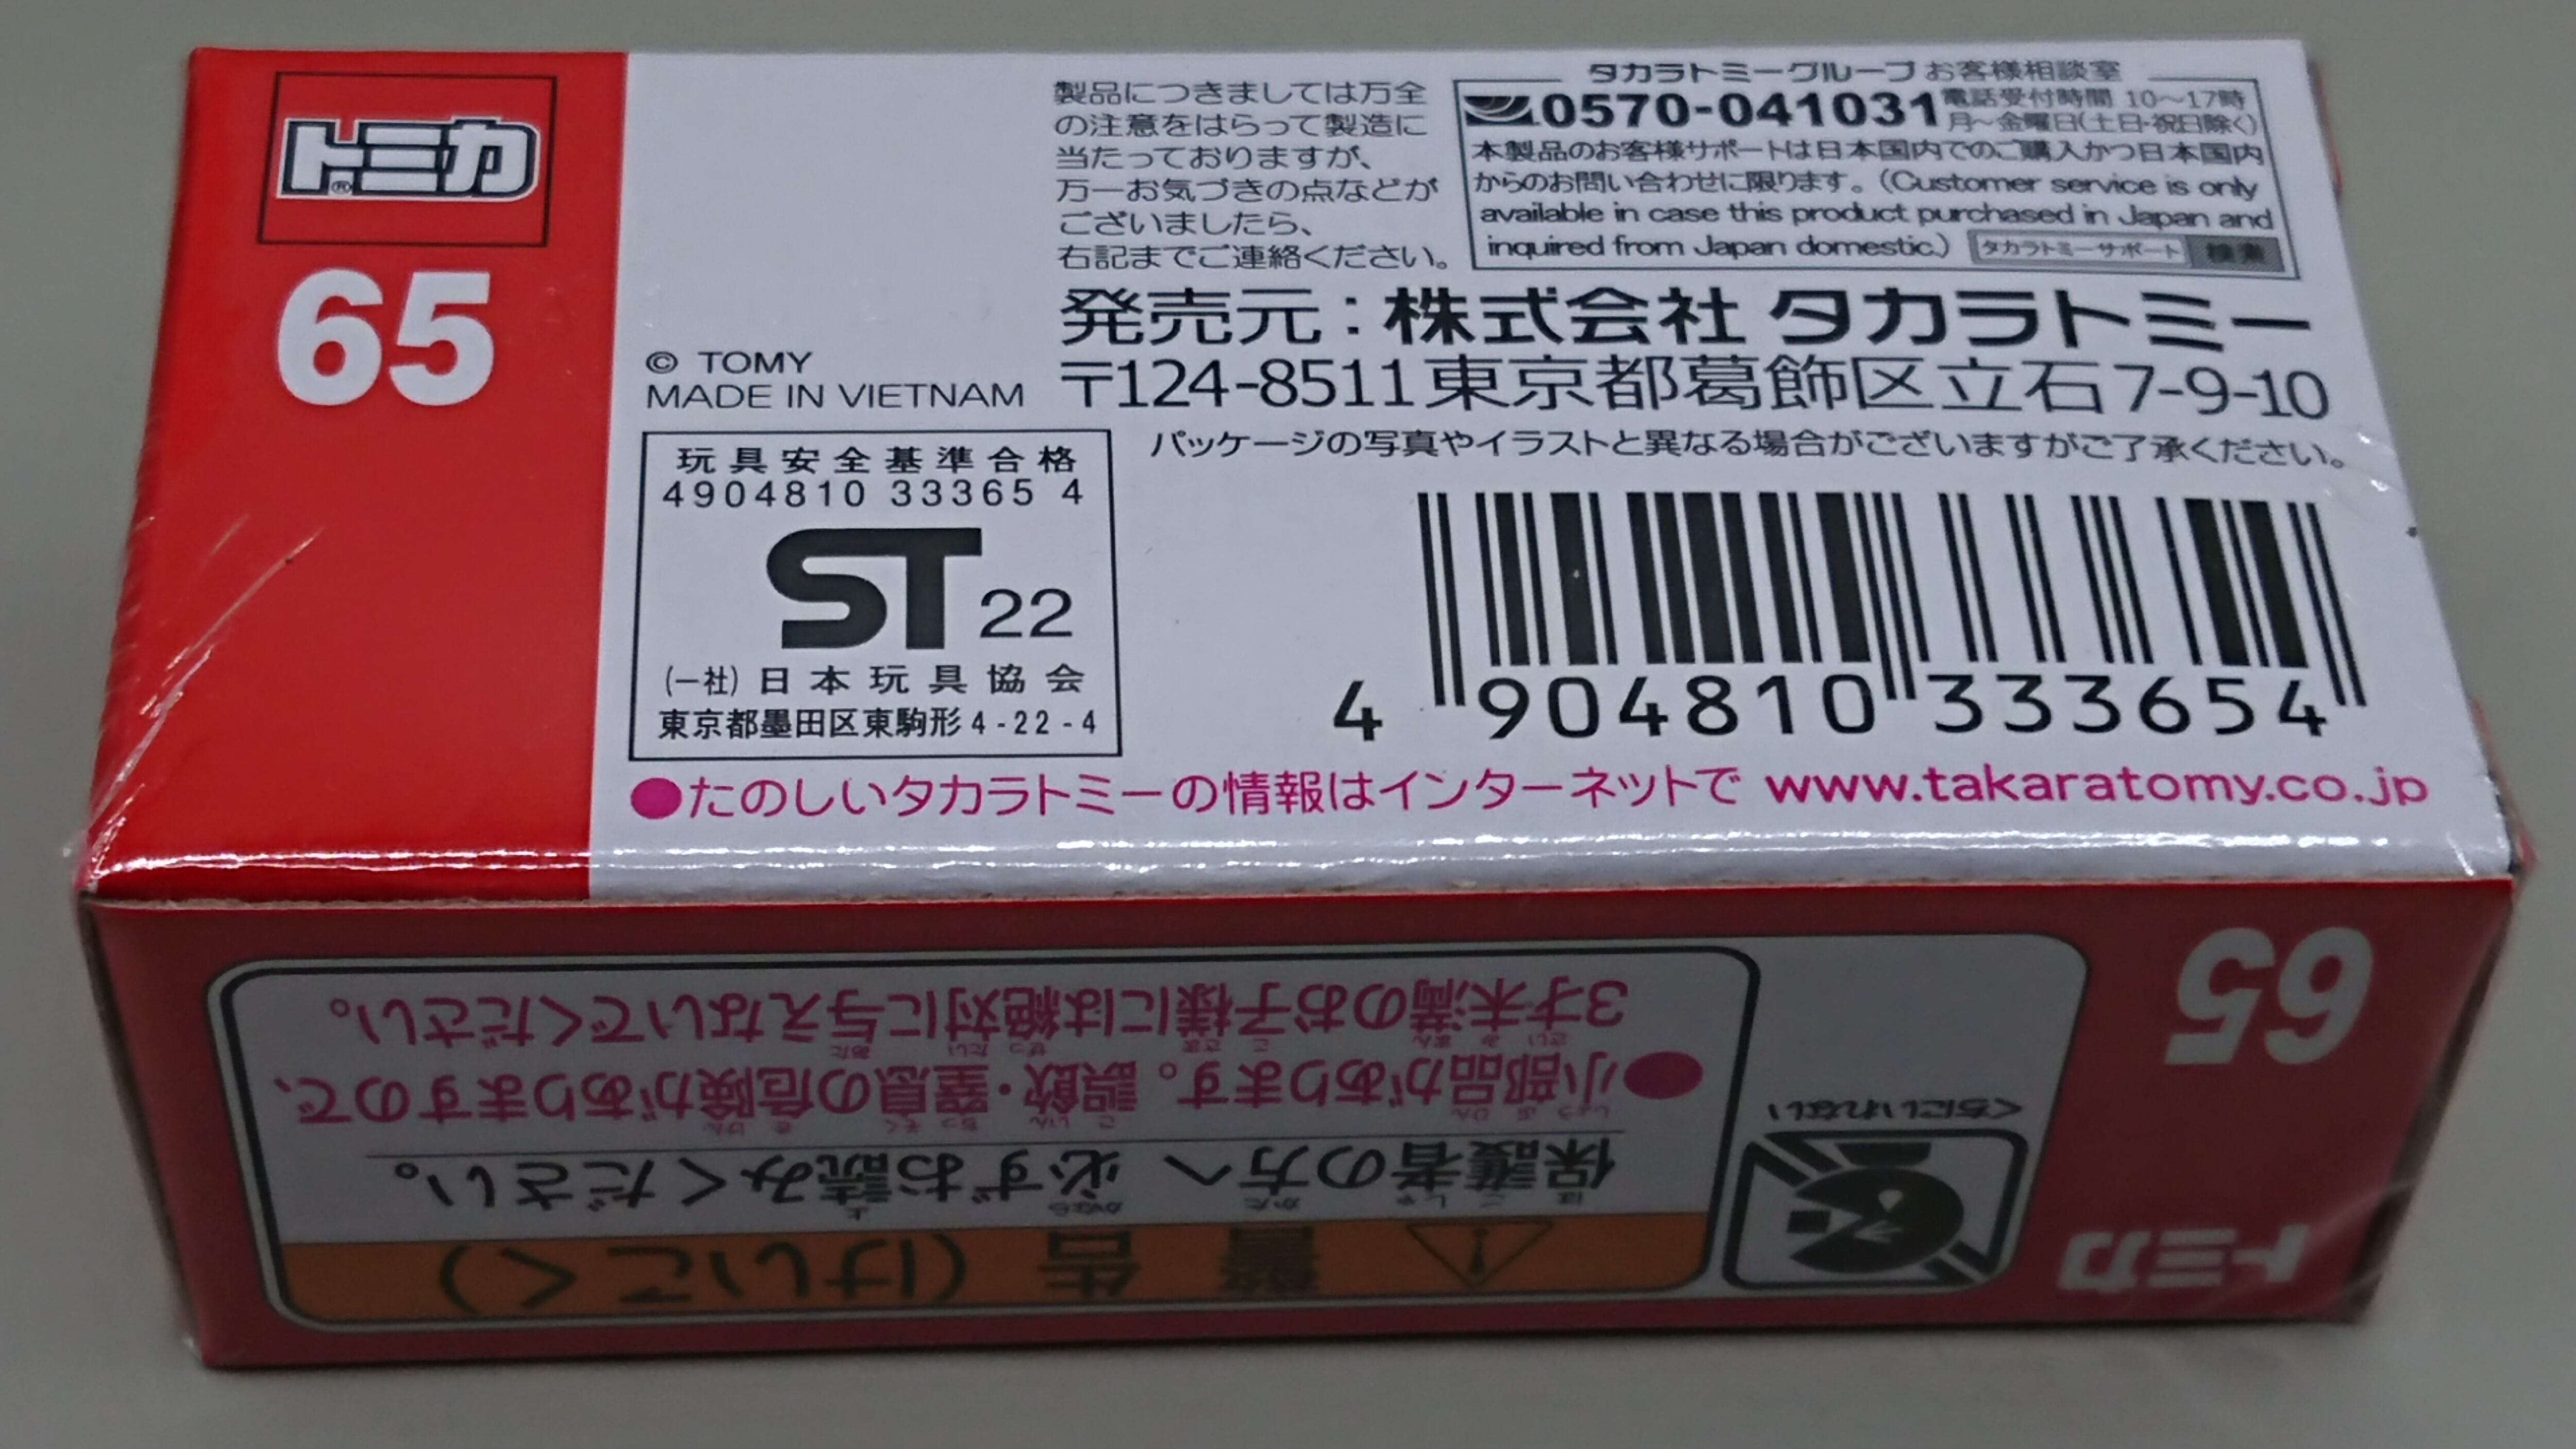 トミカ®
65
製品につきましては万全
の注意をはらって製造に
当たっておりますが、
万一お気づきの点などが
ございましたら、
右記までご連絡ください。
タカラトミーグループ お客様相談室
0570-041031 電話受付時間 10〜17時
月〜金曜日(土日・祝日除く)
本製品のお客様サポートは日本国内でのご購入かつ日本国内
からのお問い合わせに限ります。(Customer service is only
available in case this product purchased in Japan and
inquired from Japan domestic.) タカラトミーサポート 検索
発売元：株式会社 タカラトミー
〒124-8511 東京都葛飾区立石7-9-10
© TOMY
MADE IN VIETNAM
パッケージの写真やイラストと異なる場合がございますがご了承ください。
玩具安全基準合格
4904810 33365 4
ST 22
(一社) 日本玩具協会
東京都墨田区東駒形4-22-4
4 904810 333654
●たのしいタカラトミーの情報はインターネットで www.takaratomy.co.jp
トミカ
65
くちにいれない
警告 (けいこく)
保護者の方へ 必ずお読みください。
●小部品があります。誤飲・窒息の危険がありますので、
3才未満のお子様には絶対に与えないでください。